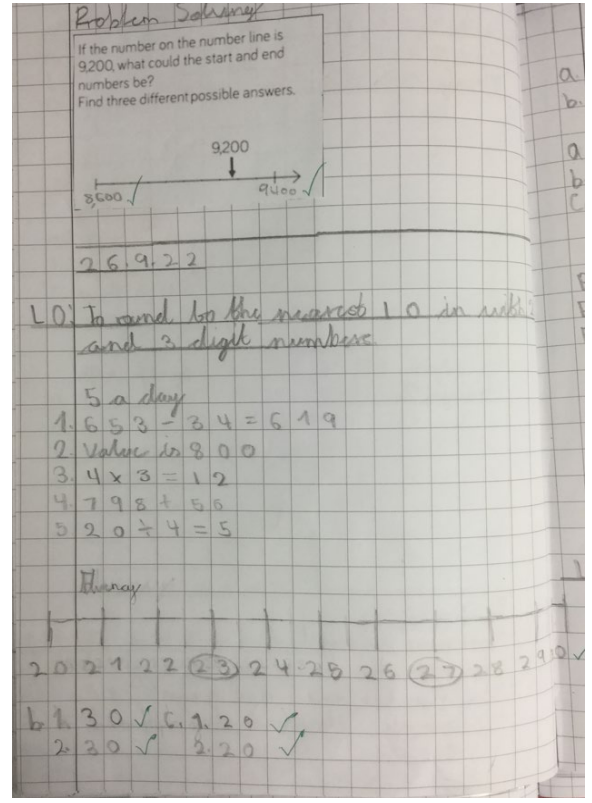 Problem Solving
If the number on the number line is
9,200, what could the start and end
numbers be?
Find three different possible answers.
9,200
8,600 9400
26.9.22
LO: To round to the nearest 10 in with
and 3 digit numbers
5 a day
1. 653 - 34 = 619
2. Value is 800
3. 4 x 3 = 12
4. 798 + 56
5 20 ÷ 4 = 5
Fluency
20 21 22 23 24 25 26 27 28 29
b 1. 30 ✓ c. 1. 20 ✓
2. 30 ✓ 2. 20 ✓
a.
b.
a
b
c